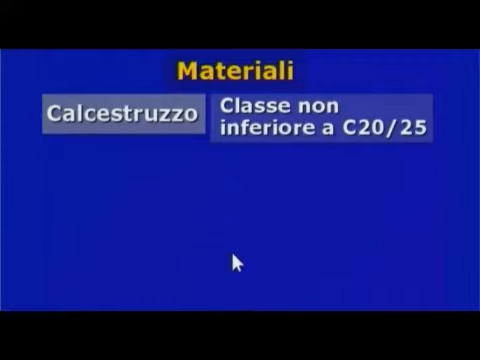 Materiali
Calcestruzzo
Classe non
inferiore a C20/25